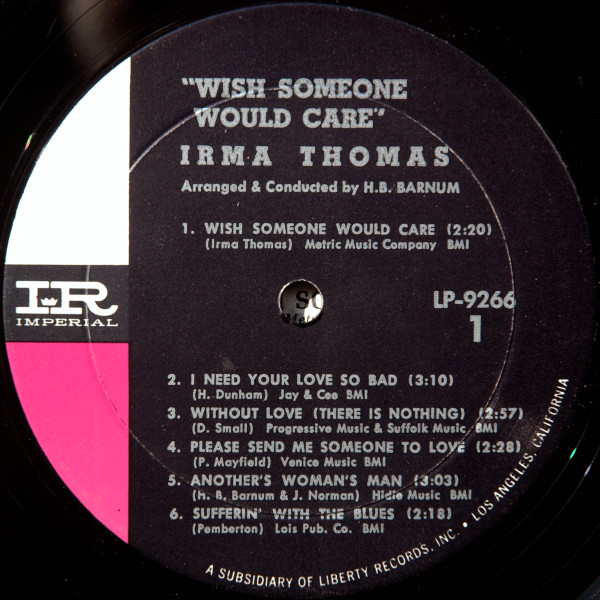 "WISH SOMEONE
WOULD CARE"
IRMA THOMAS
Arranged & Conducted by H.B. BARNUM
1. WISH SOMEONE WOULD CARE (2:20)
(Irma Thomas) Metric Music Company BMI
IR
IMPERIAL
LP-9266
1
2. I NEED YOUR LOVE SO BAD (3:10)
(H. Dunham) Jay & Cee BMI
3. WITHOUT LOVE (THERE IS NOTHING) (2:57)
(D. Small) Progressive Music & Suffolk Music BMI
4. PLEASE SEND ME SOMEONE TO LOVE (2:28)
(P. Mayfield) Venice Music BMI
5. ANOTHER'S WOMAN'S MAN (3:03)
(H. B. Barnum & J. Norman) Hidle Music BMI
6. SUFFERIN' WITH THE BLUES (2:18)
(Pemberton) Lois Pub. Co. BMI
A SUBSIDIARY OF LIBERTY RECORDS, INC. • LOS ANGELES, CALIFORNIA